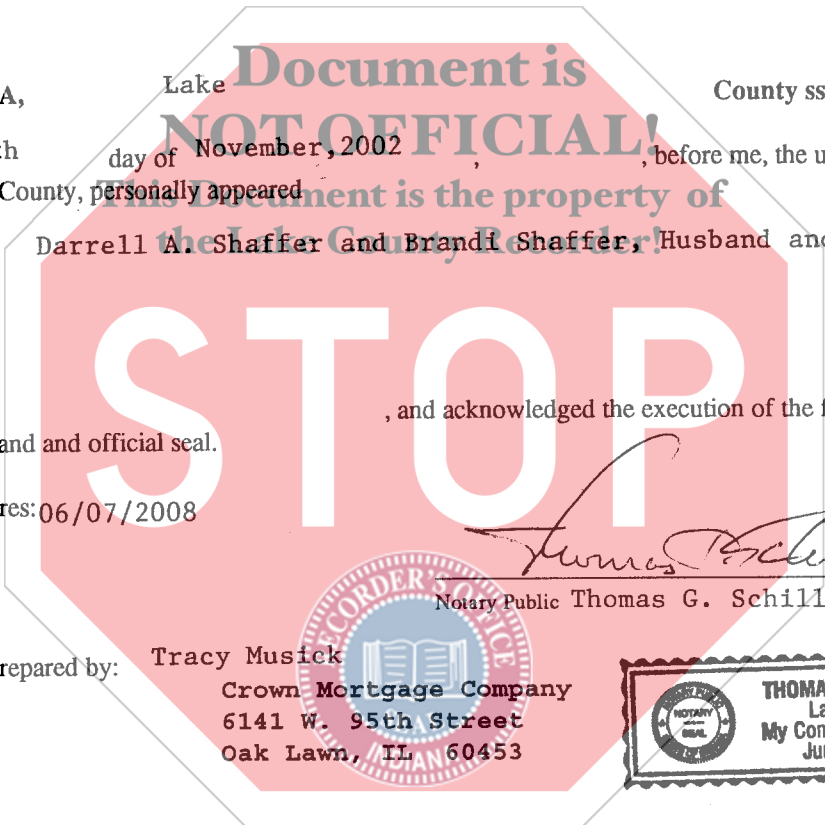 Document is
NOT OFFICIAL!
This Document is the property of
the Lake County Recorder!
STOP
A, Lake County ss
:h day of November,2002 , , before me, the u
County, personally appeared
Darrell A. Shaffer and Brandi Shaffer, Husband and
, and acknowledged the execution of the f
and and official seal.
res: 06/07/2008
Notary Public Thomas G. Schill
repared by: Tracy Musick
Crown Mortgage Company
6141 W. 95th Street
Oak Lawn, IL 60453
RECORDER'S OFFICE
INDIANA
NOTARY
SEAL
THOMA
La
My Con
Ju